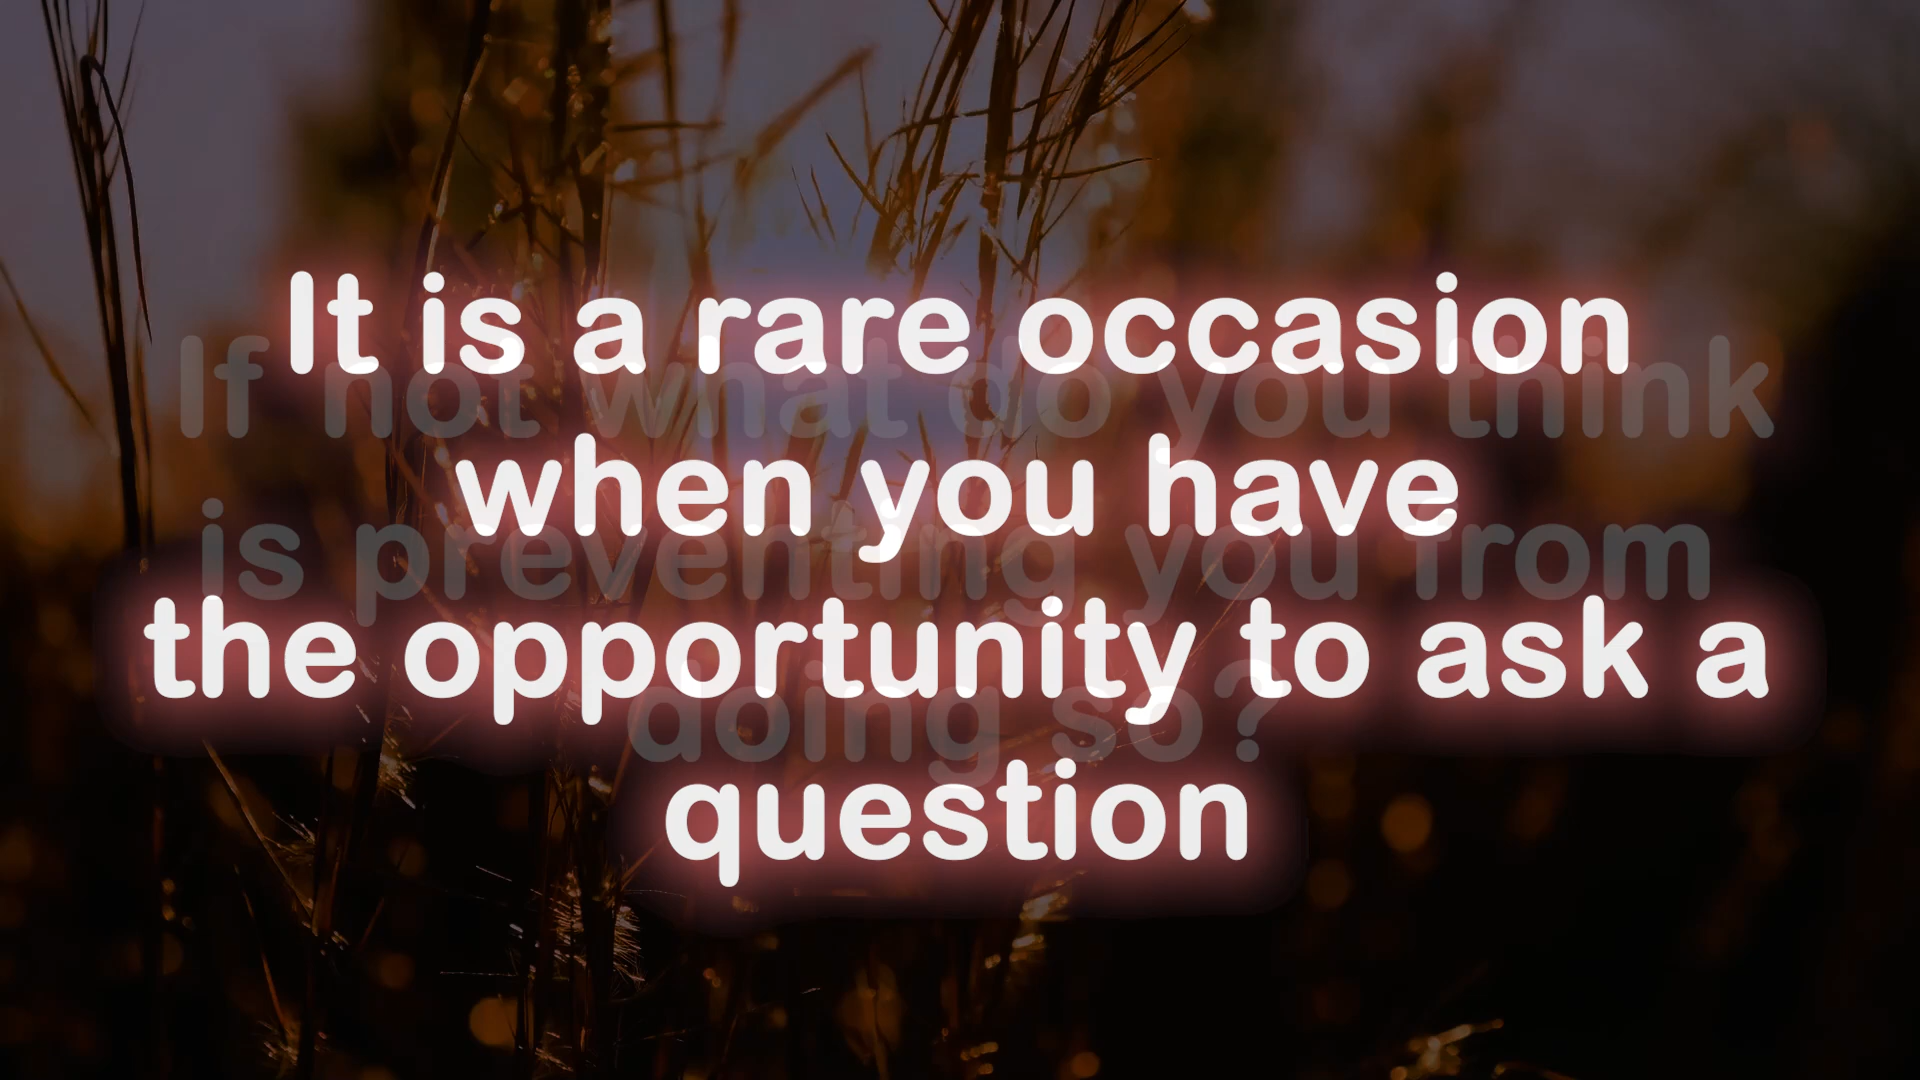 It is a rare occasion
when you have
the opportunity to ask a
question
If not what do you think
is preventing you from
doing so?